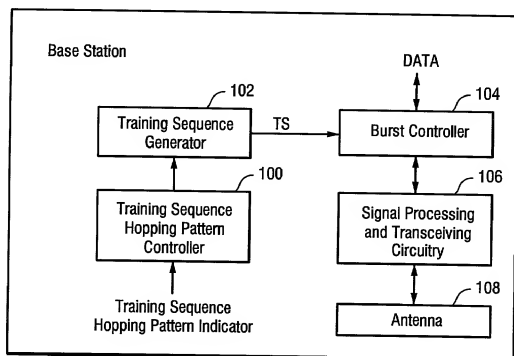 Base Station
DATA
102
104
Training Sequence
Generator
TS
Burst Controller
100
106
Training Sequence
Hopping Pattern
Controller
Signal Processing
and Transceiving
Circuitry
108
Training Sequence
Hopping Pattern Indicator
Antenna